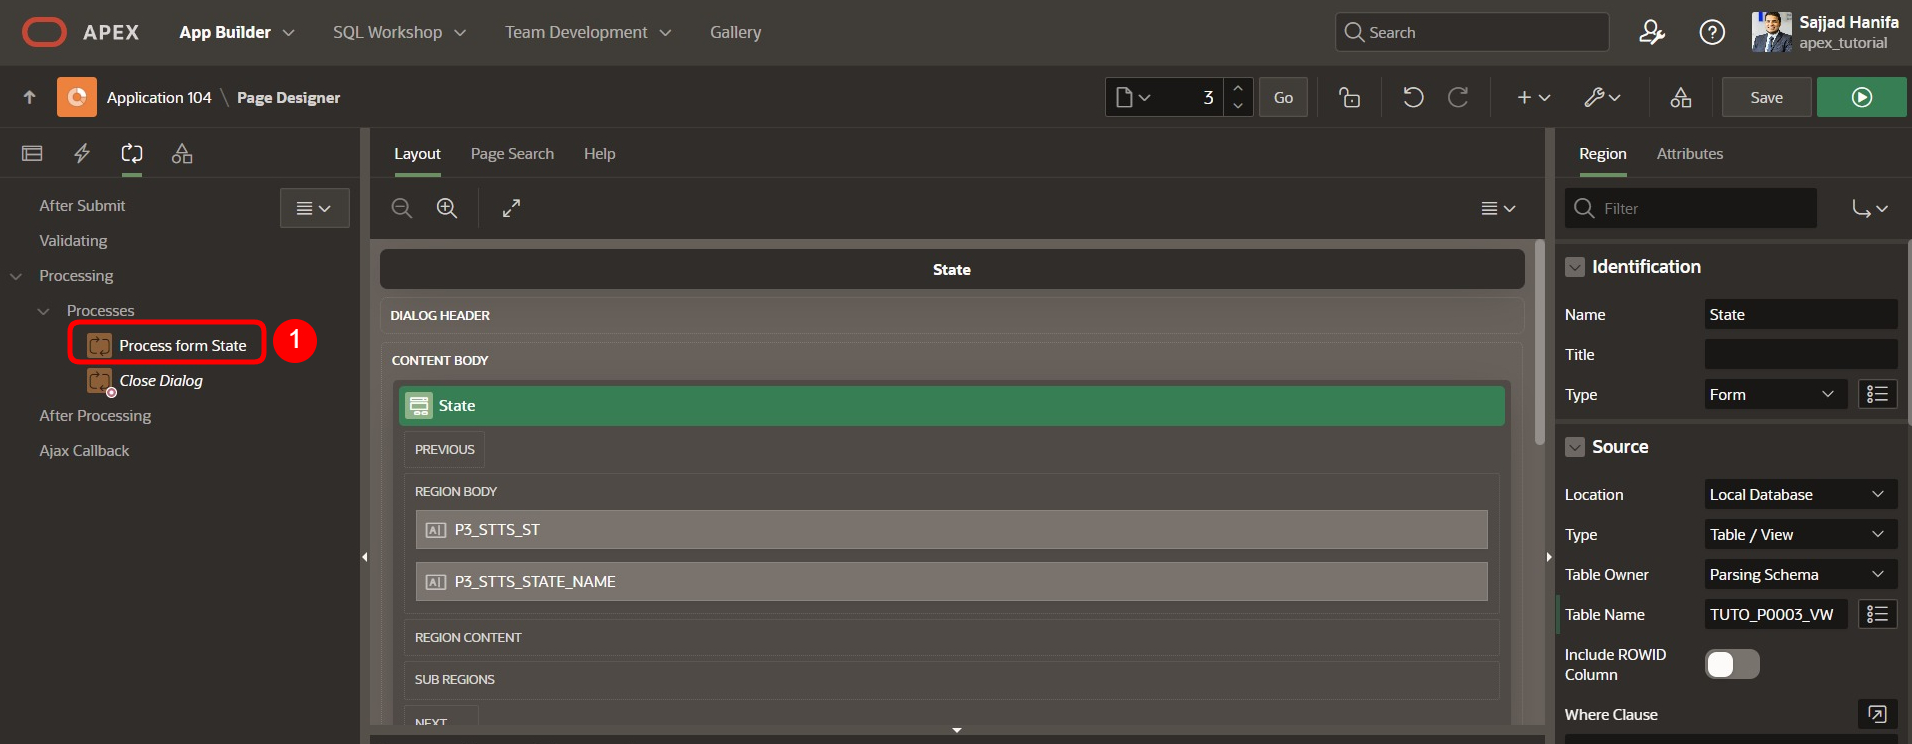 APEX
App Builder
SQL Workshop
Team Development
Gallery
Search
Sajjad Hanifa
apex_tutorial
Application 104 \ Page Designer
3
Go
Save
After Submit
Validating
Processing
Processes
Process form State
1
Close Dialog
After Processing
Ajax Callback
Layout
Page Search
Help
State
DIALOG HEADER
CONTENT BODY
State
PREVIOUS
REGION BODY
P3_STTS_ST
P3_STTS_STATE_NAME
REGION CONTENT
SUB REGIONS
NEXT
Region
Attributes
Filter
Identification
Name
State
Title
Type
Form
Source
Location
Local Database
Type
Table / View
Table Owner
Parsing Schema
Table Name
TUTO_P0003_VW
Include ROWID
Column
Where Clause